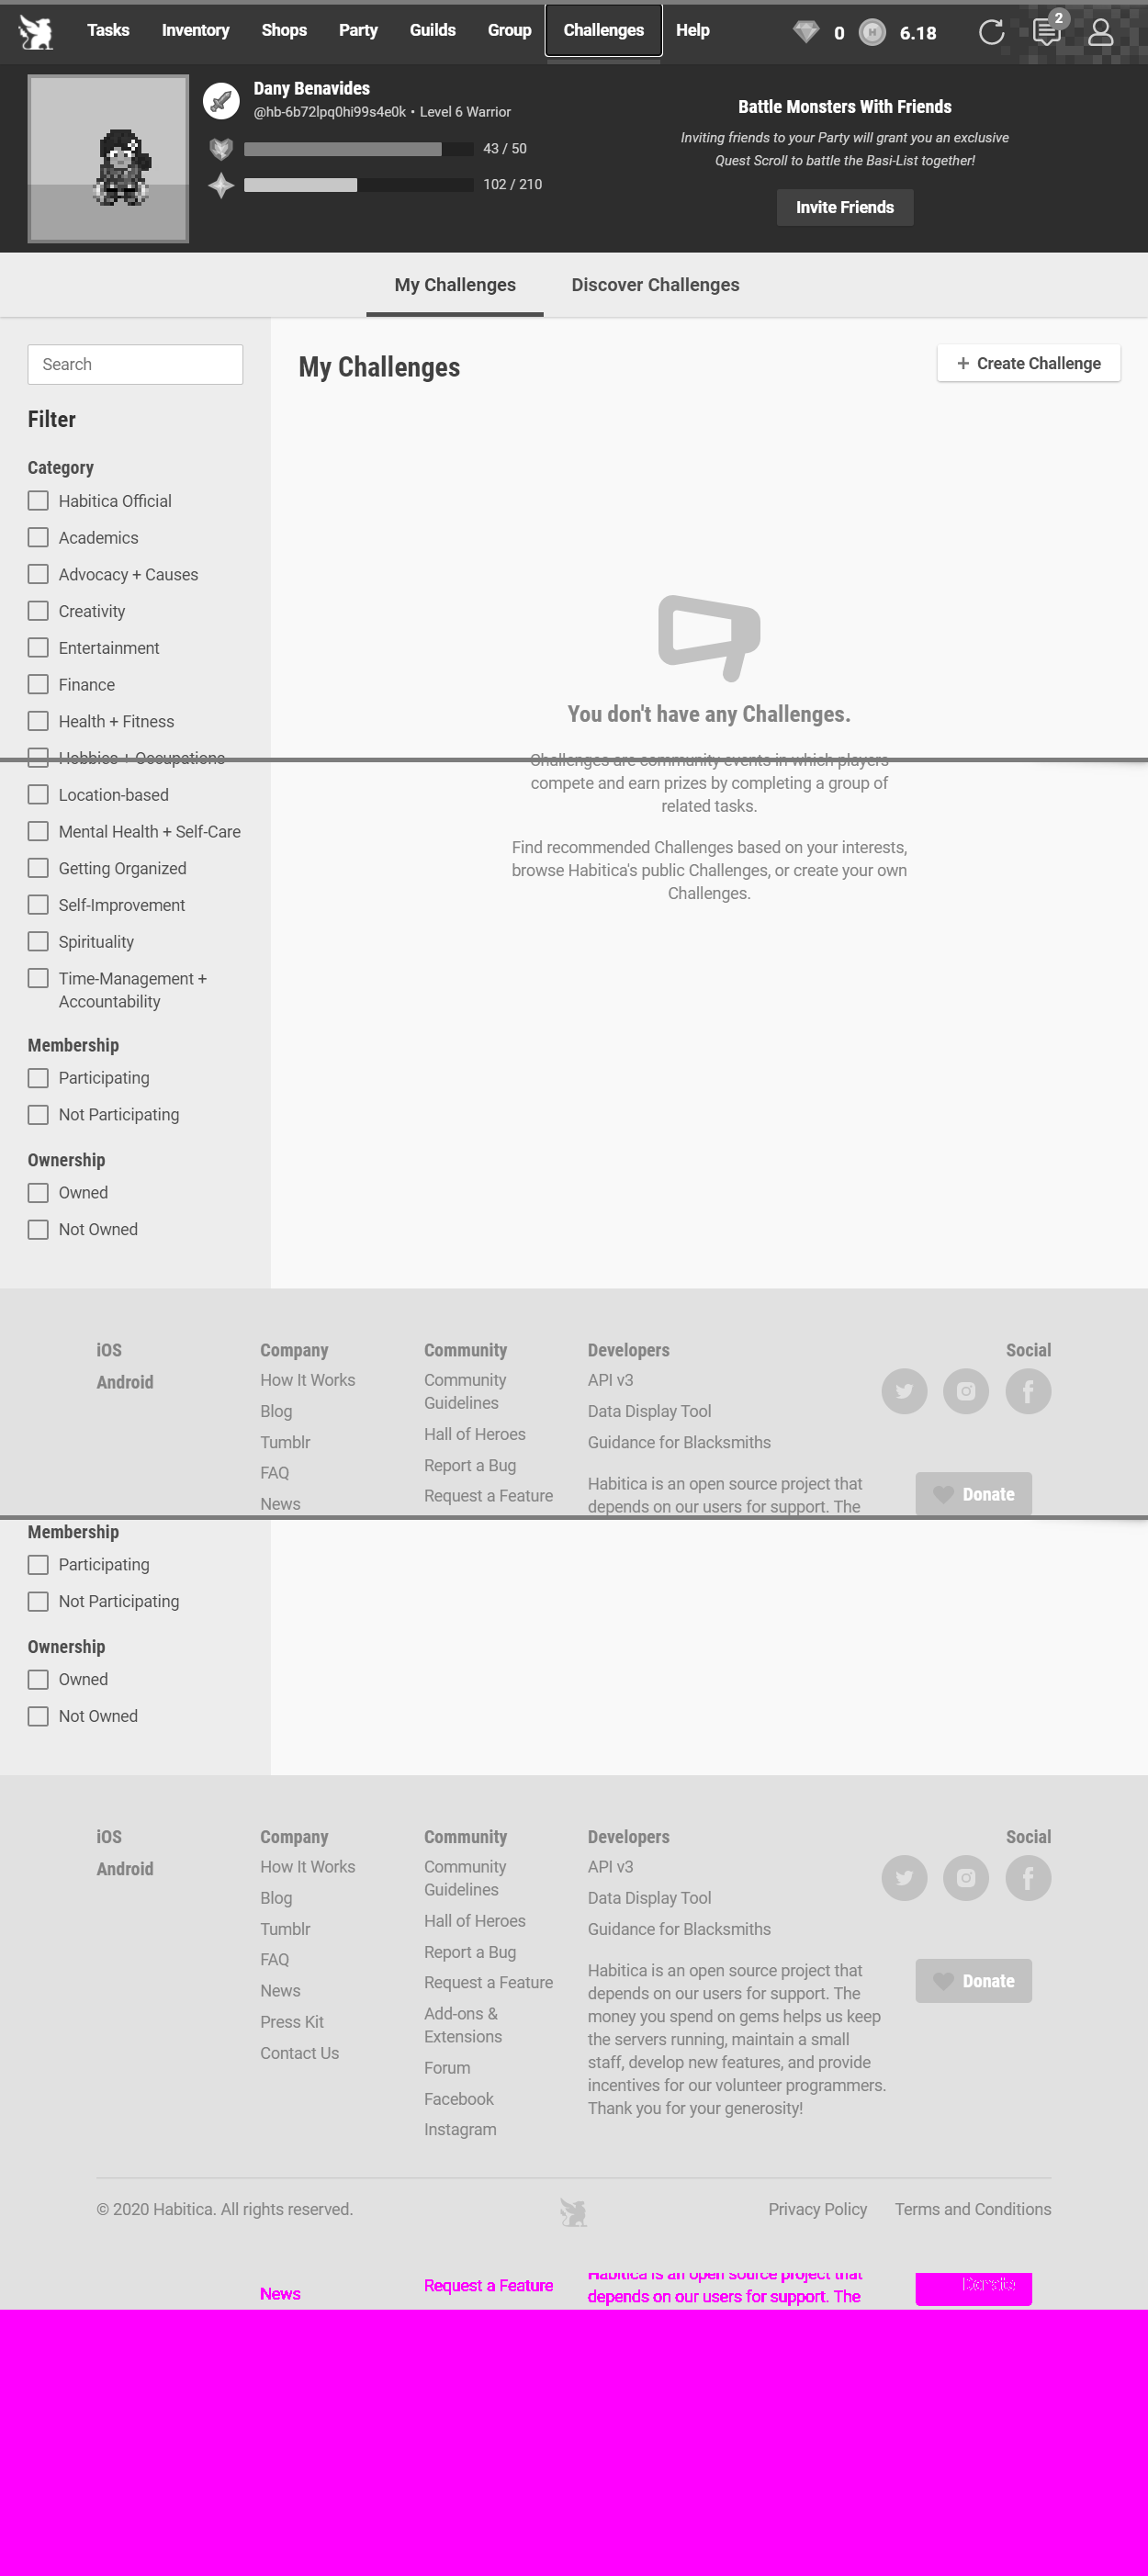 Tasks Inventory Shops Party Guilds Group Challenges Help 0 6.18 2
Dany Benavides
@hb-6b72lpq0hi99s4e0k • Level 6 Warrior
43 / 50
102 / 210
Battle Monsters With Friends
Inviting friends to your Party will grant you an exclusive
Quest Scroll to battle the Basi-List together!
Invite Friends
My Challenges Discover Challenges
Search
Filter
Category
Habitica Official
Academics
Advocacy + Causes
Creativity
Entertainment
Finance
Health + Fitness
Hobbies + Occupations
Location-based
Mental Health + Self-Care
Getting Organized
Self-Improvement
Spirituality
Time-Management +
Accountability
Membership
Participating
Not Participating
Ownership
Owned
Not Owned
My Challenges
+ Create Challenge
You don't have any Challenges.
Challenges are community events in which players
compete and earn prizes by completing a group of
related tasks.
Find recommended Challenges based on your interests,
browse Habitica's public Challenges, or create your own
Challenges.
iOS
Android
Company
How It Works
Blog
Tumblr
FAQ
News
Community
Community
Guidelines
Hall of Heroes
Report a Bug
Request a Feature
Developers
API v3
Data Display Tool
Guidance for Blacksmiths
Habitica is an open source project that
depends on our users for support. The
Social
Donate
Membership
Participating
Not Participating
Ownership
Owned
Not Owned
iOS
Android
Company
How It Works
Blog
Tumblr
FAQ
News
Press Kit
Contact Us
Community
Community
Guidelines
Hall of Heroes
Report a Bug
Request a Feature
Add-ons &
Extensions
Forum
Facebook
Instagram
Developers
API v3
Data Display Tool
Guidance for Blacksmiths
Habitica is an open source project that
depends on our users for support. The
money you spend on gems helps us keep
the servers running, maintain a small
staff, develop new features, and provide
incentives for our volunteer programmers.
Thank you for your generosity!
Social
Donate
© 2020 Habitica. All rights reserved.
Privacy Policy Terms and Conditions
News
Request a Feature
Habitica is an open source project that
depends on our users for support. The
Donate